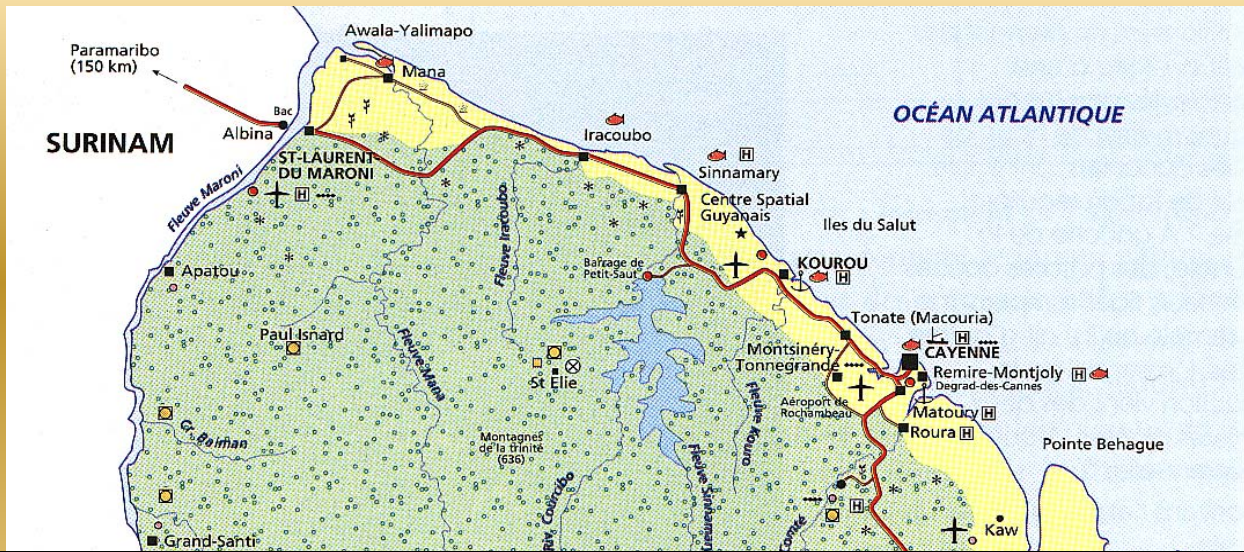 Awala-Yalimapo
Paramaribo
(150 km)
Mana
Bac
Albina
SURINAM
OCÉAN ATLANTIQUE
Iracoubo
ST-LAURENT-
DU MARONI
H
H
Sinnamary
Centre Spatial
Guyanais
Fleuve Maroni
Fleuve Iracoubo
Iles du Salut
Apatou
Barrage de
Petit-Saut
KOUROU
H
Paul Isnard
Fleuve Mana
Tonate (Macouria)
H
CAYENNE
Montsinéry-
Tonnegrande
Remire-Montjoly H
Degrad-des-Cannes
St Elie
Aéroport de
Rochambeau
Matoury H
Roura H
Fleuve Kouro
Cr. Beiman
Montagnes
de la trinité
(636)
Pointe Behague
Fleuve Sinnamary
Riv. Courcibo
H
Comté
Kaw
Grand-Santi